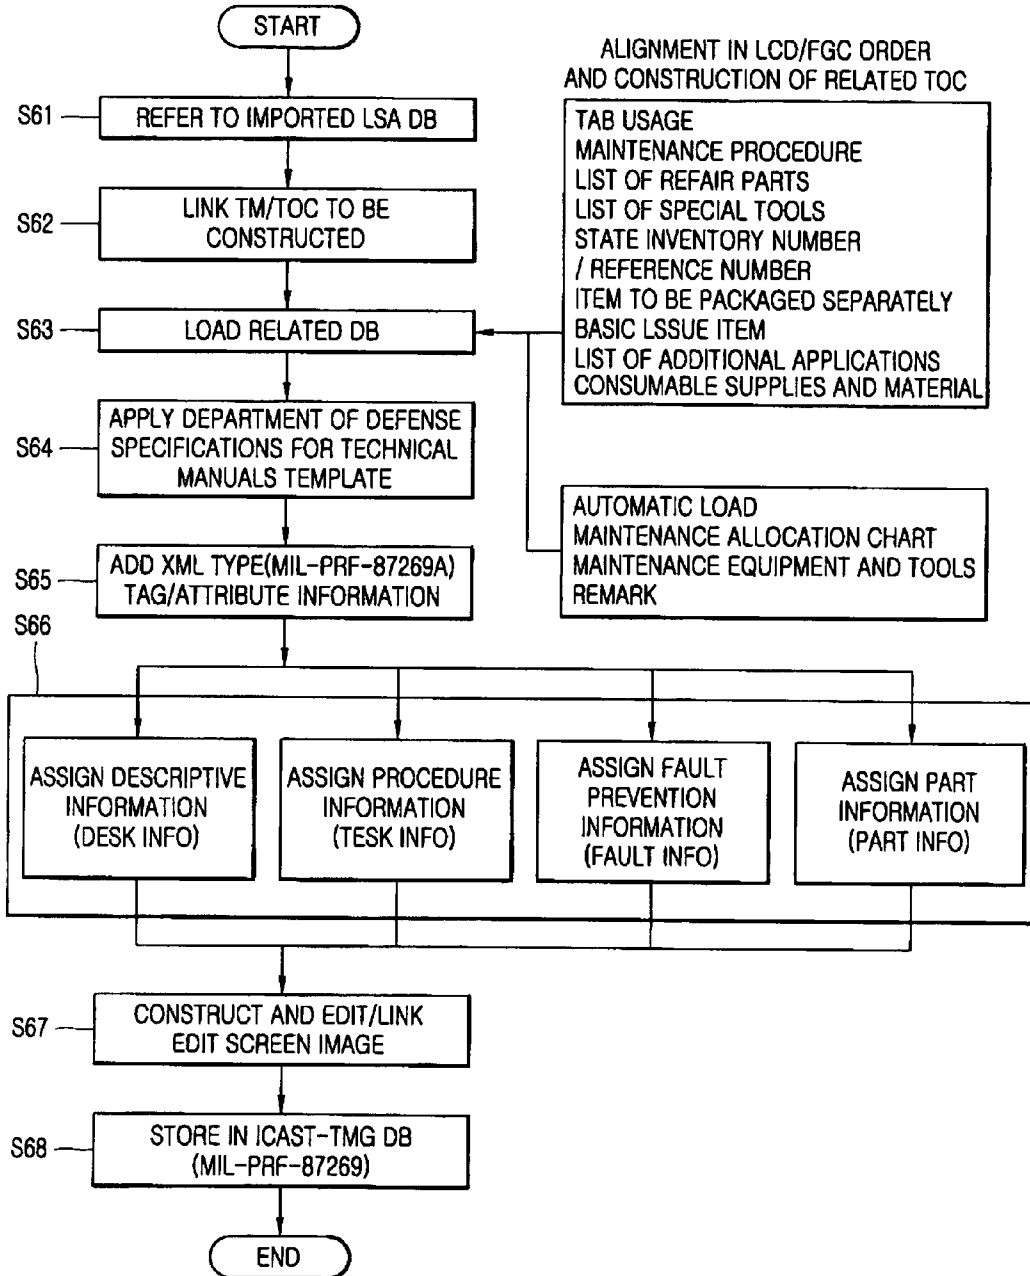 START
S61
REFER TO IMPORTED LSA DB
S62
LINK TM/TOC TO BE
CONSTRUCTED
S63
LOAD RELATED DB
S64
APPLY DEPARTMENT OF DEFENSE
SPECIFICATIONS FOR TECHNICAL
MANUALS TEMPLATE
S65
ADD XML TYPE(MIL-PRF-87269A)
TAG/ATTRIBUTE INFORMATION
ALIGNMENT IN LCD/FGC ORDER
AND CONSTRUCTION OF RELATED TOC
TAB USAGE
MAINTENANCE PROCEDURE
LIST OF REFAIR PARTS
LIST OF SPECIAL TOOLS
STATE INVENTORY NUMBER
/ REFERENCE NUMBER
ITEM TO BE PACKAGED SEPARATELY
BASIC LSSUE ITEM
LIST OF ADDITIONAL APPLICATIONS
CONSUMABLE SUPPLIES AND MATERIAL
AUTOMATIC LOAD
MAINTENANCE ALLOCATION CHART
MAINTENANCE EQUIPMENT AND TOOLS
REMARK
S66
ASSIGN DESCRIPTIVE
INFORMATION
(DESK INFO)
ASSIGN PROCEDURE
INFORMATION
(TESK INFO)
ASSIGN FAULT
PREVENTION
INFORMATION
(FAULT INFO)
ASSIGN PART
INFORMATION
(PART INFO)
S67
CONSTRUCT AND EDIT/LINK
EDIT SCREEN IMAGE
S68
STORE IN ICAST-TMG DB
(MIL-PRF-87269)
END